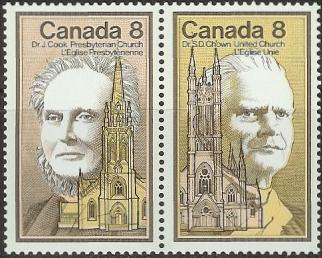 Canada 8
Dr. J. Cook Presbyterian Church
L'Église Presbytérienne
Canada 8
Dr. S.D. Chown United Church
L'Église Unie